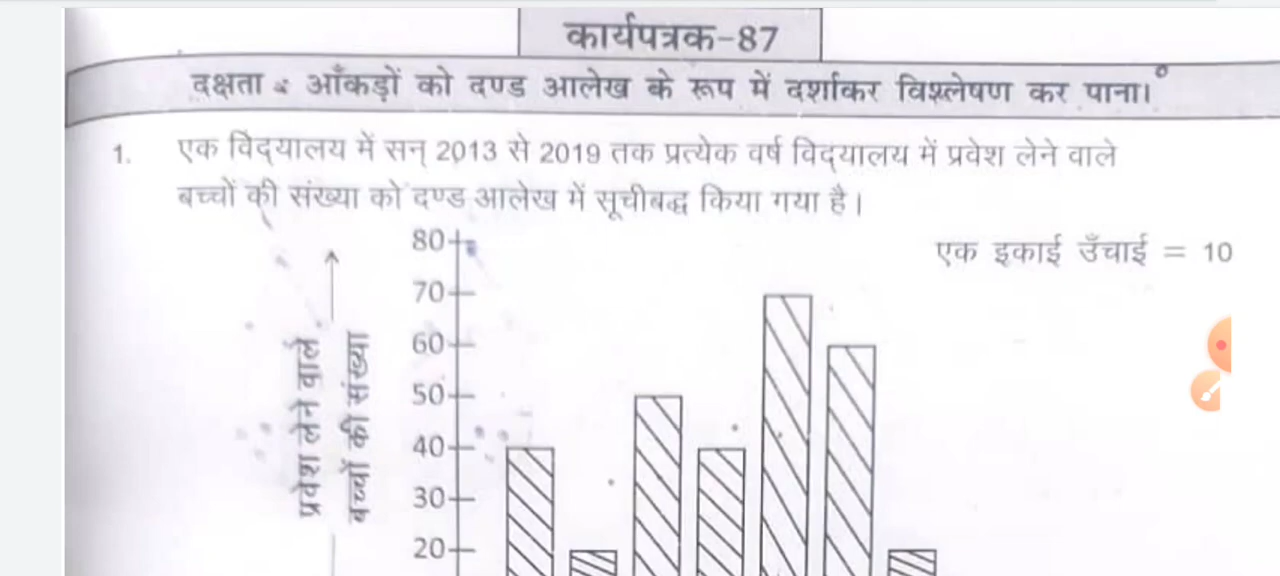 कार्यपत्रक-87
दक्षता : आँकड़ों को दण्ड आलेख के रूप में दर्शाकर विश्लेषण कर पाना।
1. एक विद्यालय में सन् 2013 से 2019 तक प्रत्येक वर्ष विद्यालय में प्रवेश लेने वाले
बच्चों की संख्या को दण्ड आलेख में सूचीबद्ध किया गया है।
एक इकाई उँचाई = 10
प्रवेश लेने वाले
बच्चों की संख्या
80
70
60
50
40
30
20